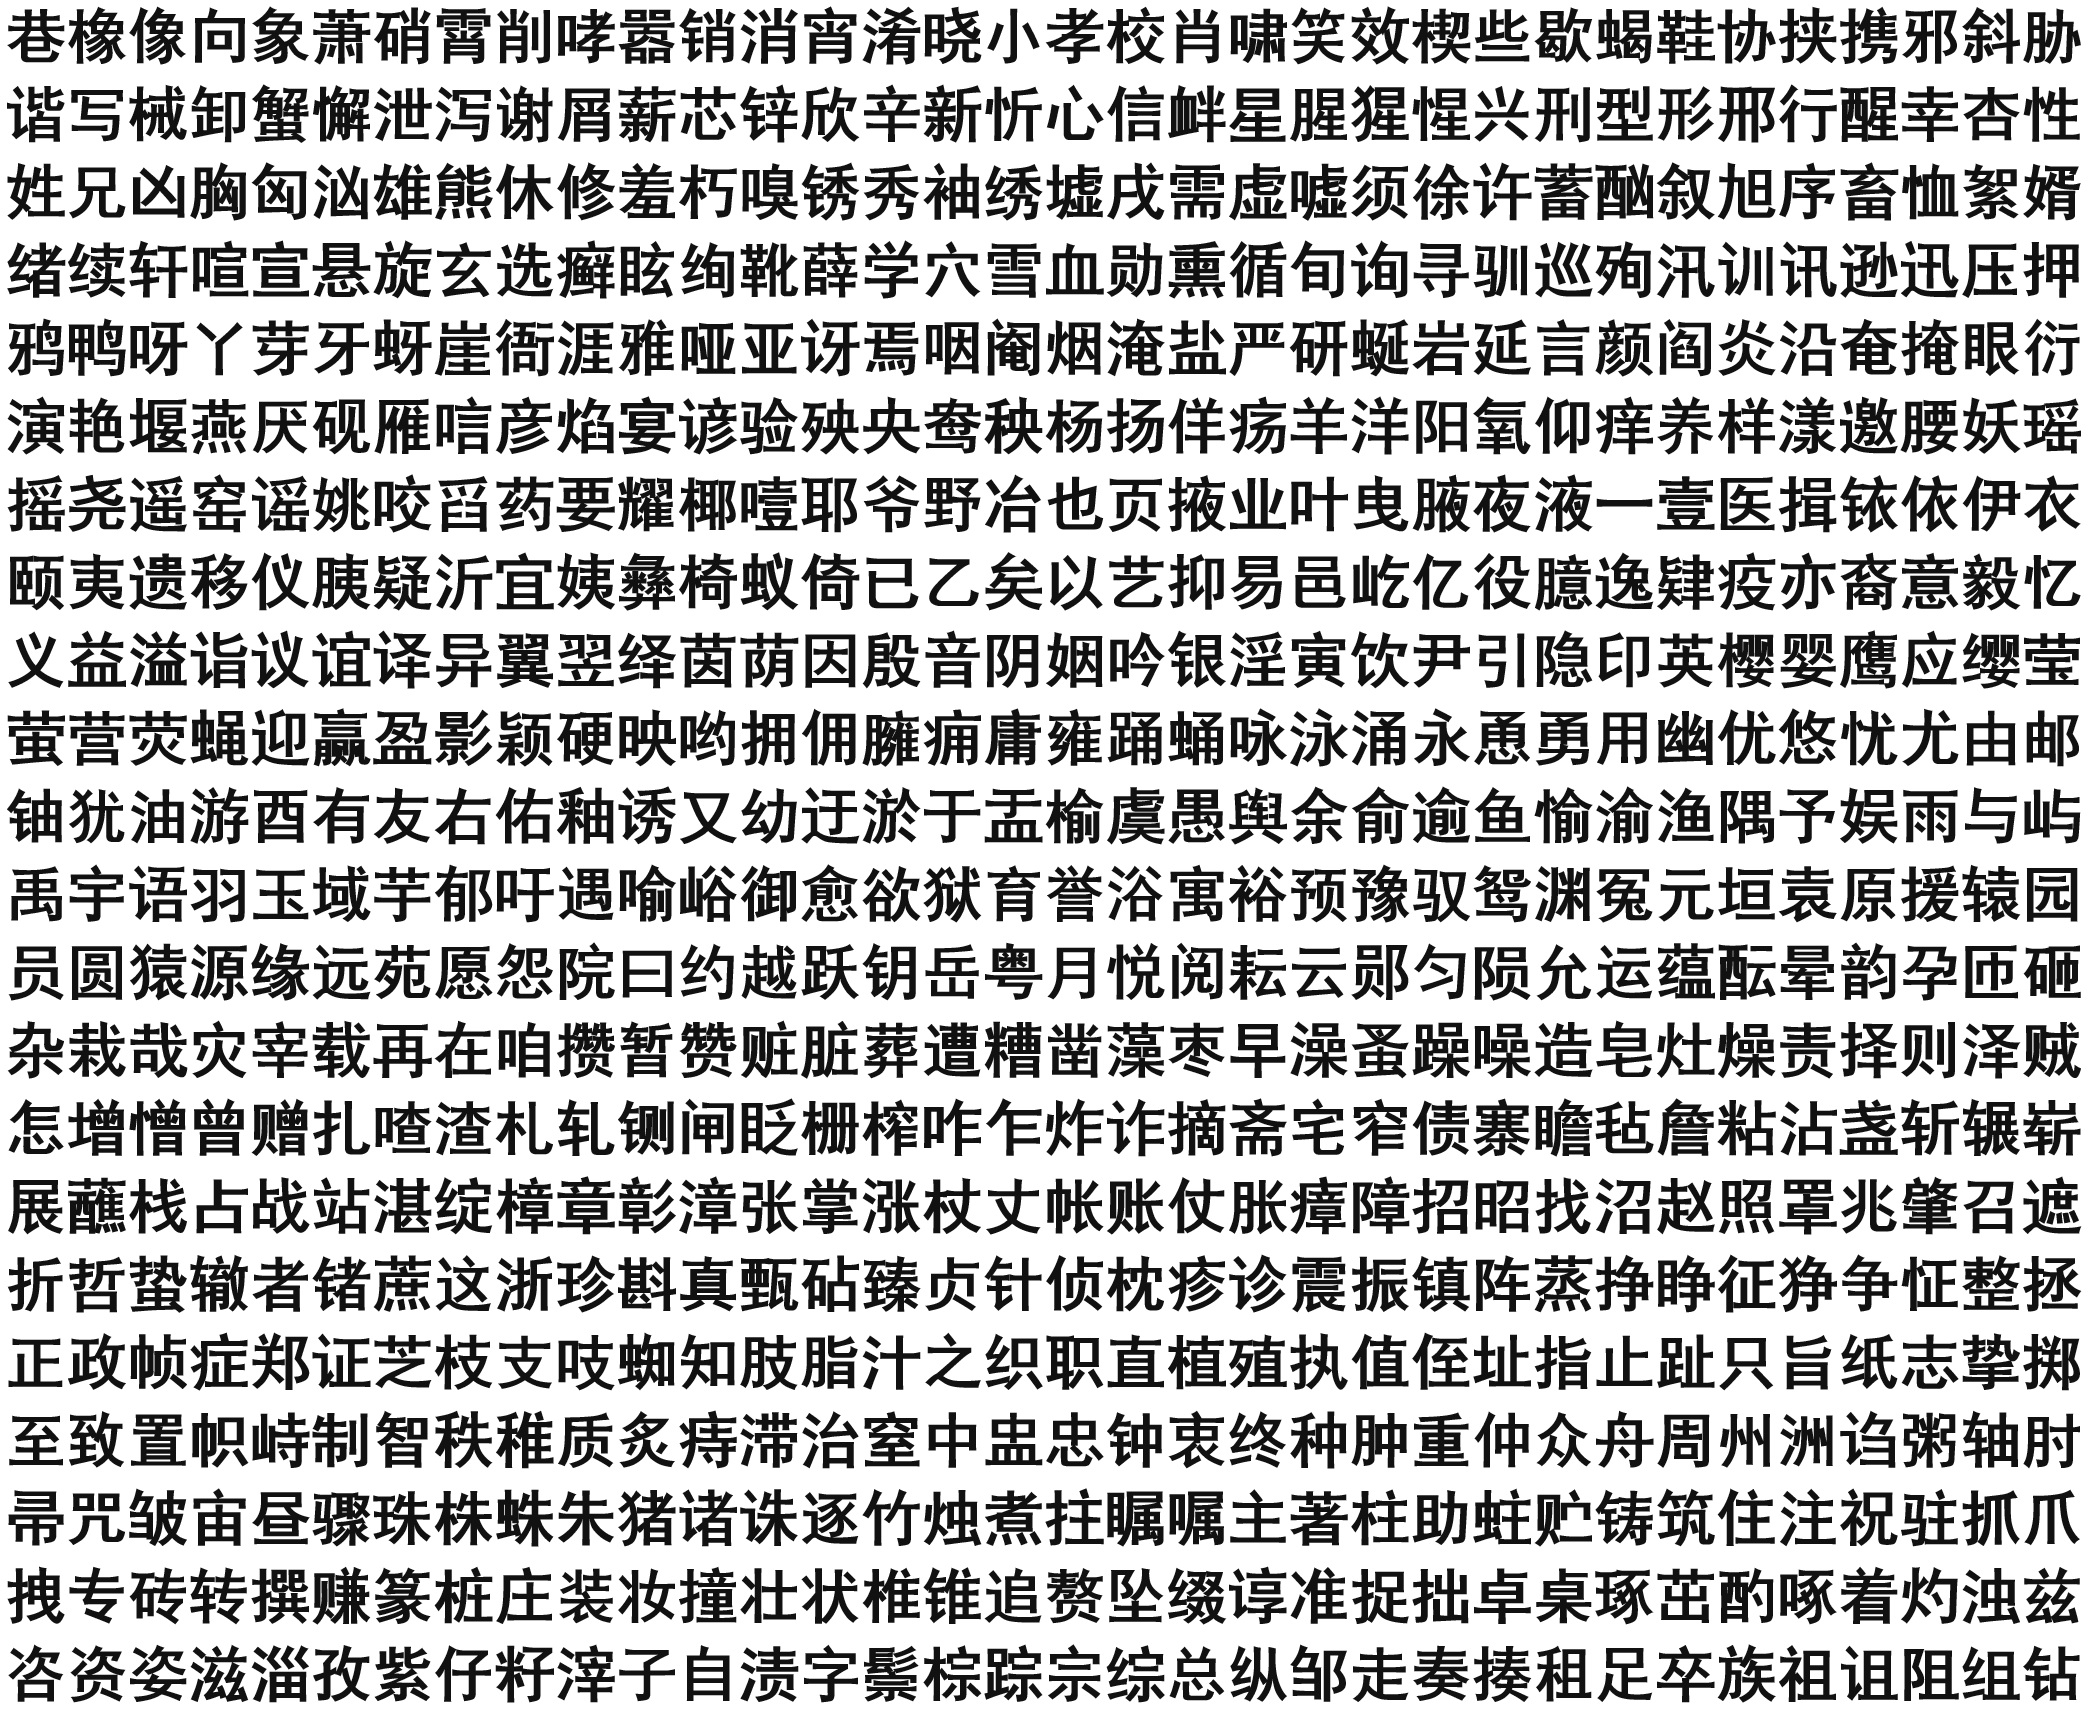 巷橡像向象萧硝霄削哮嚣销消宵淆晓小孝校肖啸笑效楔些歇蝎鞋协挟携邪斜胁
谐写械卸蟹懈泄泻谢屑薪芯锌欣辛新忻心信衅星腥猩惺兴刑型形邢行醒幸杏性
姓兄凶胸匈汹雄熊休修羞朽嗅锈秀袖绣墟戌需虚嘘须徐许蓄酗叙旭序畜恤絮婿
绪续轩喧宣悬旋玄选癣眩绚靴薛学穴雪血勋熏循旬询寻驯巡殉汛训讯逊迅压押
鸦鸭呀丫芽牙蚜崖衙涯雅哑亚讶焉咽阉烟淹盐严研蜒岩延言颜阎炎沿奄掩眼衍
演艳堰燕厌砚雁唁彦焰宴谚验殃央鸯秧杨扬佯疡羊洋阳氧仰痒养样漾邀腰妖瑶
摇尧遥窑谣姚咬舀药要耀椰噎耶爷野冶也页掖业叶曳腋夜液一壹医揖铱依伊衣
颐夷遗移仪胰疑沂宜姨彝椅蚁倚已乙矣以艺抑易邑屹亿役臆逸肄疫亦裔意毅忆
义益溢诣议谊译异翼翌绎茵荫因殷音阴姻吟银淫寅饮尹引隐印英樱婴鹰应缨莹
萤营荧蝇迎赢盈影颖硬映哟拥佣臃痈庸雍踊蛹咏泳涌永恿勇用幽优悠忧尤由邮
铀犹油游酉有友右佑釉诱又幼迂淤于盂榆虞愚舆余俞逾鱼愉渝渔隅予娱雨与屿
禹宇语羽玉域芋郁吁遇喻峪御愈欲狱育誉浴寓裕预豫驭鸳渊冤元垣袁原援辕园
员圆猿源缘远苑愿怨院曰约越跃钥岳粤月悦阅耘云郧匀陨允运蕴酝晕韵孕匝砸
杂栽哉灾宰载再在咱攒暂赞赃脏葬遭糟凿藻枣早澡蚤躁噪造皂灶燥责择则泽贼
怎增憎曾赠扎喳渣札轧铡闸眨栅榨咋乍炸诈摘斋宅窄债寨瞻毡詹粘沾盏斩辗崭
展蘸栈占战站湛绽樟章彰漳张掌涨杖丈帐账仗胀瘴障招昭找沼赵照罩兆肇召遮
折哲蛰辙者锗蔗这浙珍斟真甄砧臻贞针侦枕疹诊震振镇阵蒸挣睁征狰争怔整拯
正政帧症郑证芝枝支吱蜘知肢脂汁之织职直植殖执值侄址指止趾只旨纸志挚掷
至致置帜峙制智秩稚质炙痔滞治窒中盅忠钟衷终种肿重仲众舟周州洲诌粥轴肘
帚咒皱宙昼骤珠株蛛朱猪诸诛逐竹烛煮拄瞩嘱主著柱助蛀贮铸筑住注祝驻抓爪
拽专砖转撰赚篆桩庄装妆撞壮状椎锥追赘坠缀谆准捉拙卓桌琢茁酌啄着灼浊兹
咨资姿滋淄孜紫仔籽滓子自渍字鬃棕踪宗综总纵邹走奏揍租足卒族祖诅阻组钻